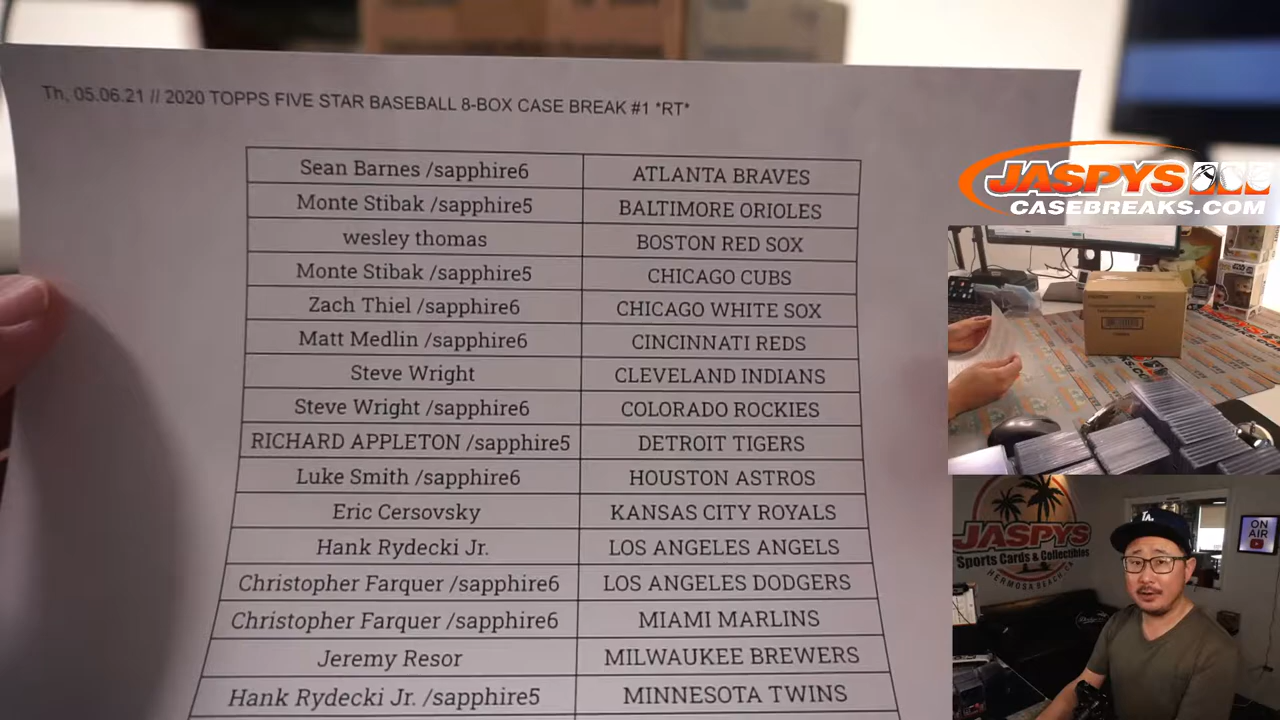 Th, 05.06.21 // 2020 TOPPS FIVE STAR BASEBALL 8-BOX CASE BREAK #1 *RT*
Sean Barnes /sapphire6 ATLANTA BRAVES
Monte Stibak /sapphire5 BALTIMORE ORIOLES
wesley thomas BOSTON RED SOX
Monte Stibak /sapphire5 CHICAGO CUBS
Zach Thiel /sapphire6 CHICAGO WHITE SOX
Matt Medlin /sapphire6 CINCINNATI REDS
Steve Wright CLEVELAND INDIANS
Steve Wright /sapphire6 COLORADO ROCKIES
RICHARD APPLETON /sapphire5 DETROIT TIGERS
Luke Smith /sapphire6 HOUSTON ASTROS
Eric Cersovsky KANSAS CITY ROYALS
Hank Rydecki Jr. LOS ANGELES ANGELS
Christopher Farquer /sapphire6 LOS ANGELES DODGERS
Christopher Farquer /sapphire6 MIAMI MARLINS
Jeremy Resor MILWAUKEE BREWERS
Hank Rydecki Jr. /sapphire5 MINNESOTA TWINS
JASPYS
CASEBREAKS.COM
JASPYS
Sports Cards & Collectibles
HERMOSA BEACH, CA
ON
AIR
LA